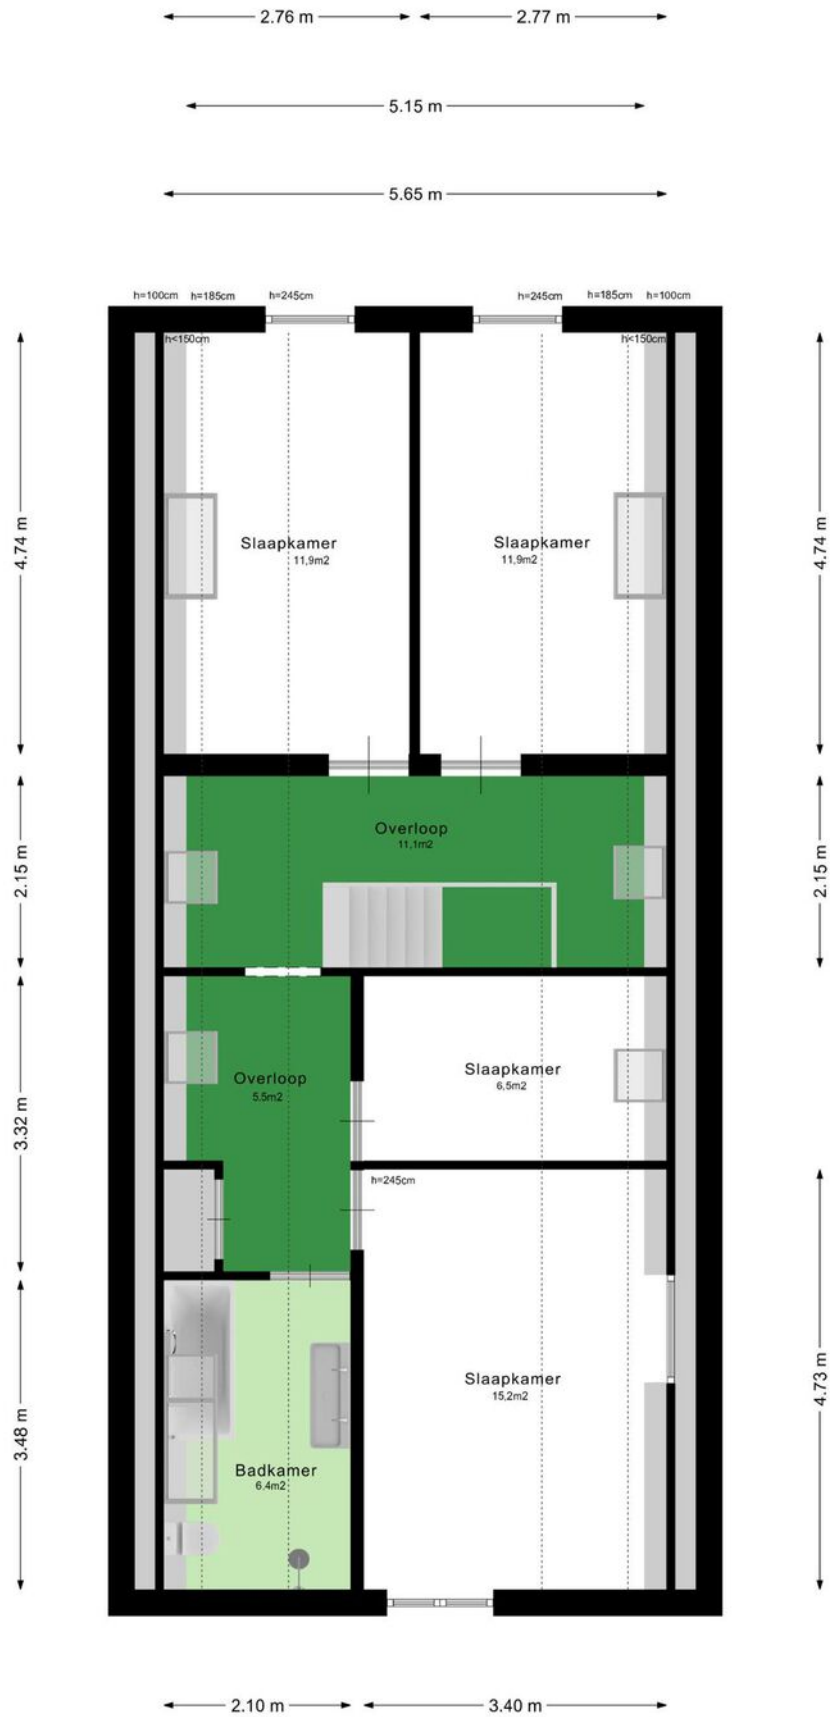 2.76 m
2.77 m
5.15 m
5.65 m
h=100cm
h=185cm
h=245cm
h=245cm
h=185cm
h=100cm
h<150cm
h<150cm
4.74 m
4.74 m
Slaapkamer
11,9m2
Slaapkamer
11,9m2
Overloop
11,1m2
2.15 m
2.15 m
Overloop
5.5m2
Slaapkamer
6,5m2
3.32 m
h=245cm
Slaapkamer
15,2m2
4.73 m
Badkamer
6.4m2
3.48 m
2.10 m
3.40 m